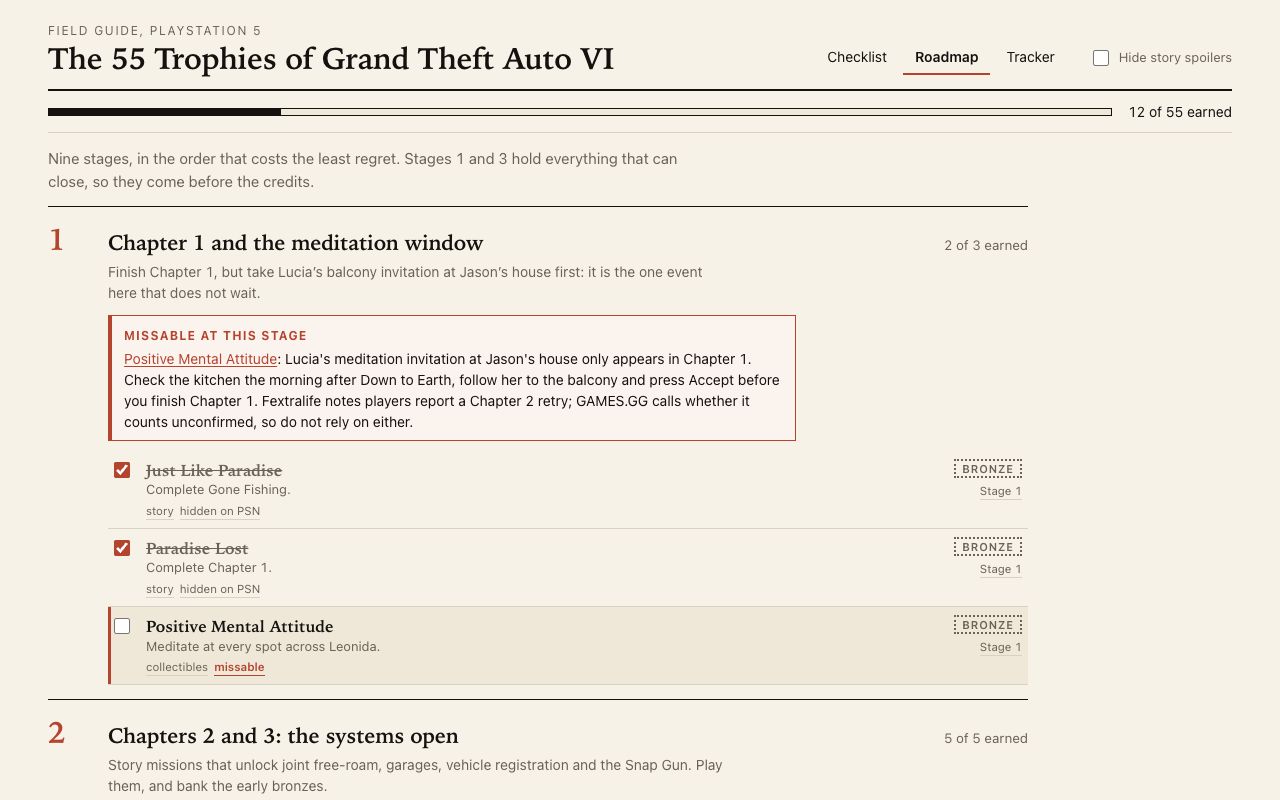 FIELD GUIDE, PLAYSTATION 5
The 55 Trophies of Grand Theft Auto VI
Checklist
Roadmap
Tracker
Hide story spoilers
12 of 55 earned
Nine stages, in the order that costs the least regret. Stages 1 and 3 hold everything that can
close, so they come before the credits.
1
Chapter 1 and the meditation window
2 of 3 earned
Finish Chapter 1, but take Lucia's balcony invitation at Jason's house first: it is the one event
here that does not wait.
MISSABLE AT THIS STAGE
Positive Mental Attitude: Lucia's meditation invitation at Jason's house only appears in Chapter 1.
Check the kitchen the morning after Down to Earth, follow her to the balcony and press Accept before
you finish Chapter 1. Fextralife notes players report a Chapter 2 retry; GAMES.GG calls whether it
counts unconfirmed, so do not rely on either.
Just Like Paradise
BRONZE
Complete Gone Fishing.
Stage 1
story hidden on PSN
Paradise Lost
BRONZE
Complete Chapter 1.
Stage 1
story hidden on PSN
Positive Mental Attitude
BRONZE
Meditate at every spot across Leonida.
Stage 1
collectibles missable
2
Chapters 2 and 3: the systems open
5 of 5 earned
Story missions that unlock joint free-roam, garages, vehicle registration and the Snap Gun. Play
them, and bank the early bronzes.